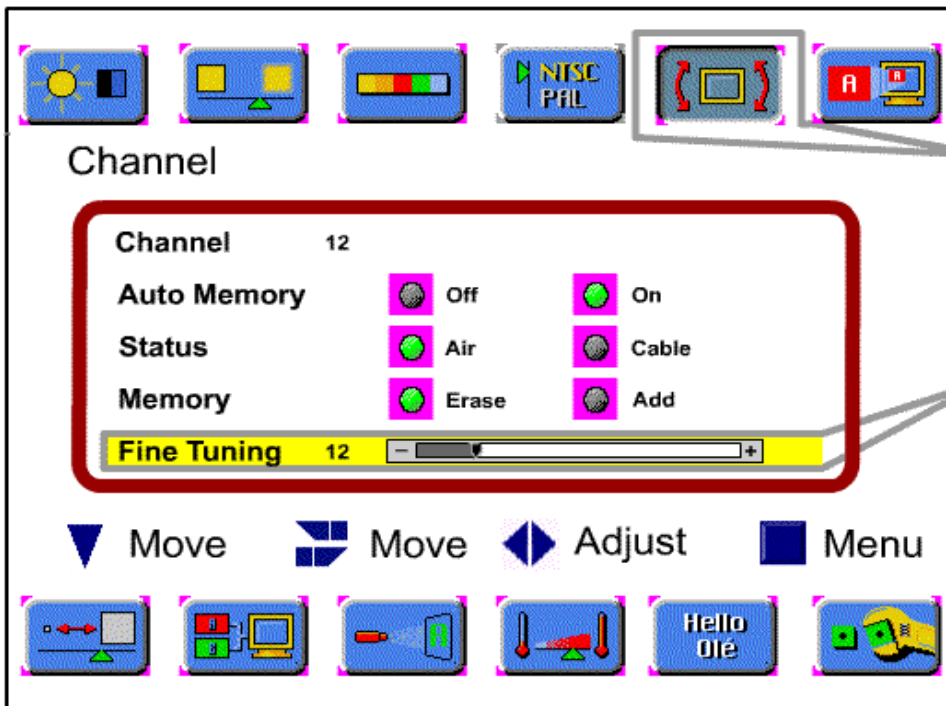 NTSC
PAL
A
A
Channel
Channel 12
Auto Memory Off On
Status Air Cable
Memory Erase Add
Fine Tuning 12 - +
Move Move Adjust Menu
A
Hello
Olé